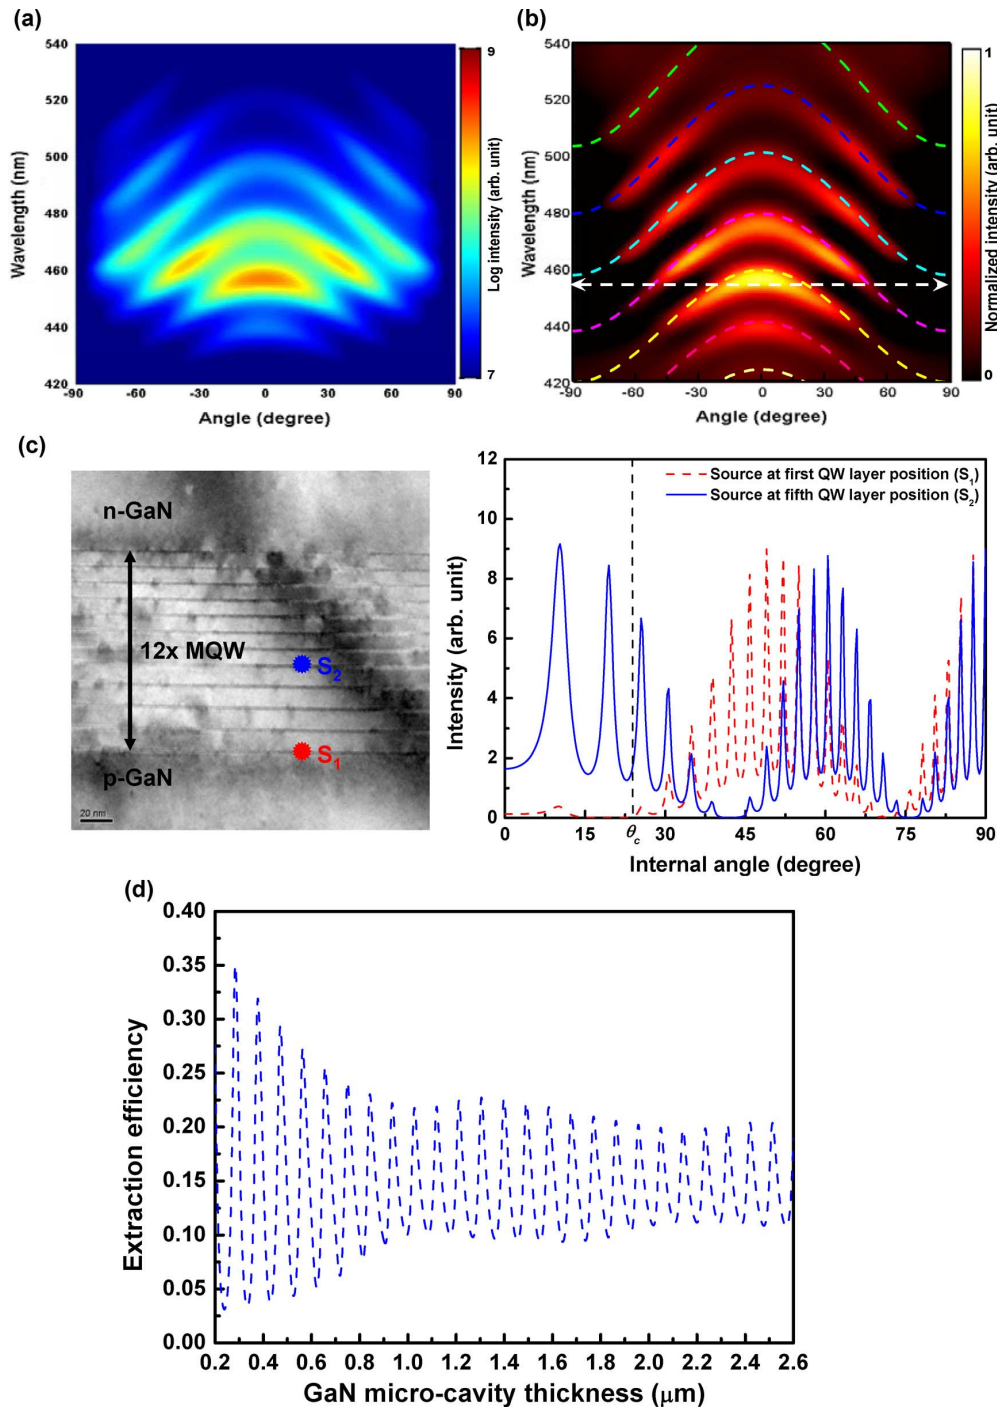 (a)
540
520
500
480
460
440
420
-90
-60
-30
0
30
60
90
Wavelength (nm)
Angle (degree)
9
7
Log intensity (arb. unit)
(b)
540
520
500
480
460
440
420
-90
-60
-30
0
30
60
90
Wavelength (nm)
Angle (degree)
1
0
Normalized intensity (arb. unit)
(c)
n-GaN
12x MQW
S2
S1
p-GaN
20 nm
12
10
8
6
4
2
0
Intensity (arb. unit)
Source at first QW layer position (S1)
Source at fifth QW layer position (S2)
0
θc
30
45
60
75
90
Internal angle (degree)
(d)
0.40
0.35
0.30
0.25
0.20
0.15
0.10
0.05
0.00
Extraction efficiency
0.2
0.4
0.6
0.8
1.0
1.2
1.4
1.6
1.8
2.0
2.2
2.4
2.6
GaN micro-cavity thickness (μm)